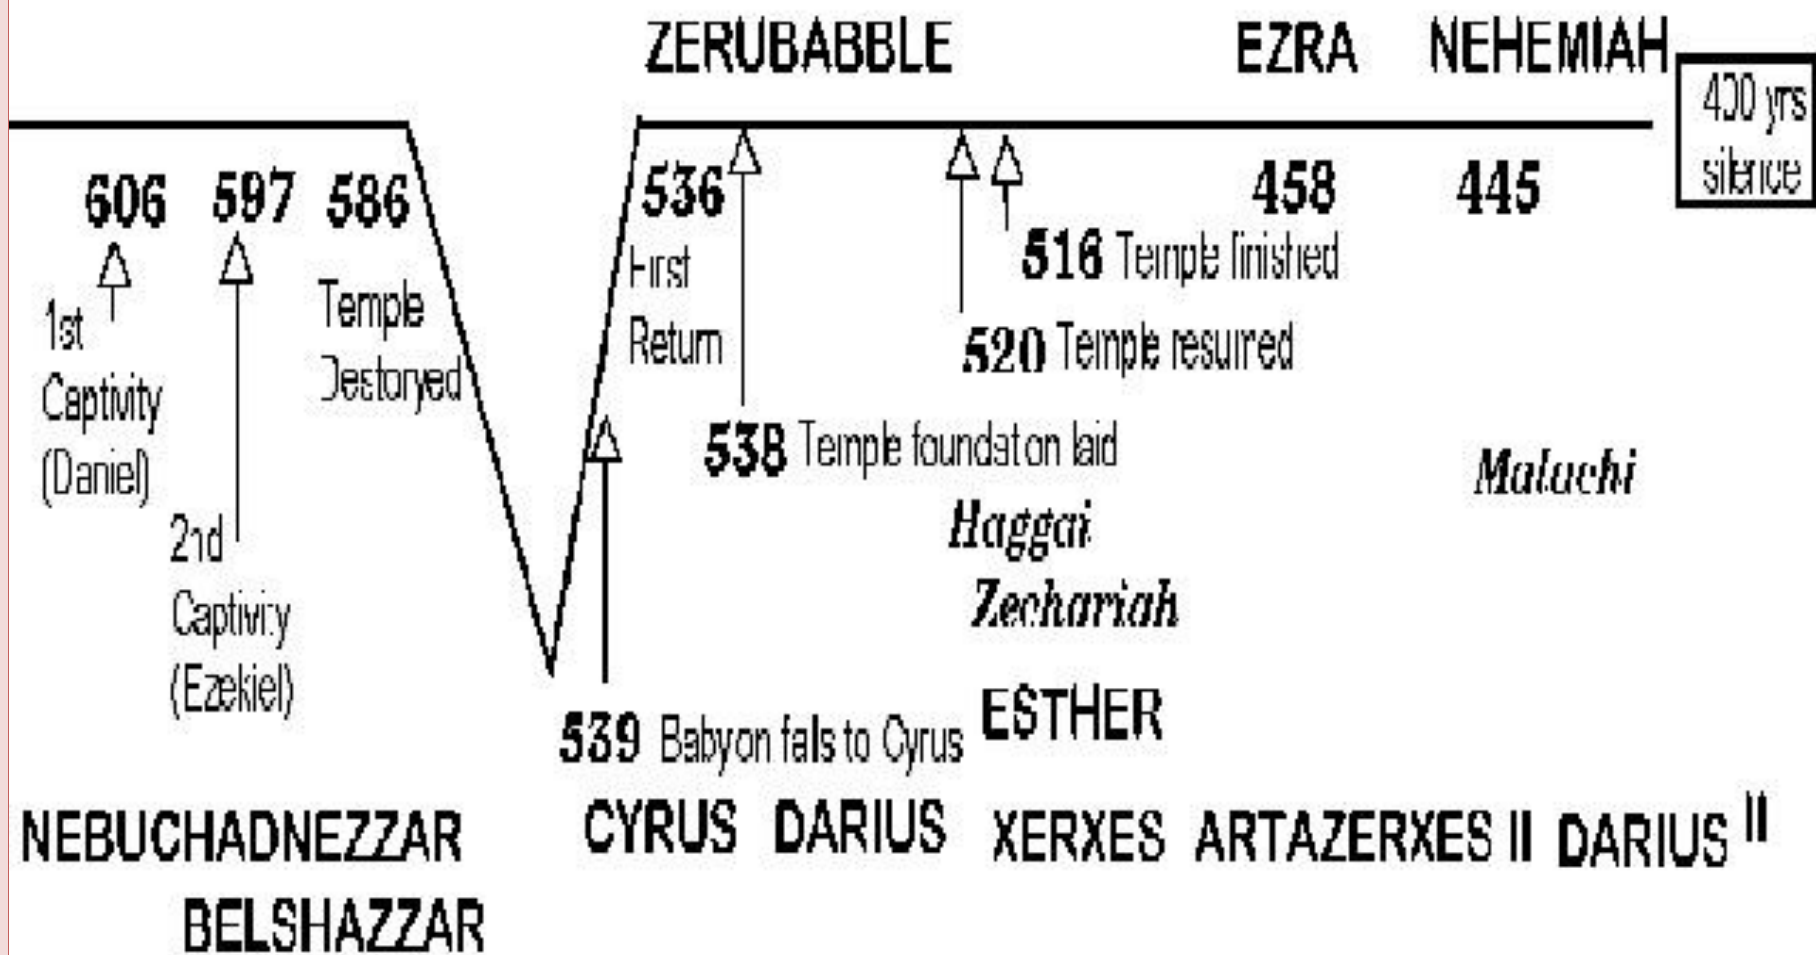 ZERUBABBLE EZRA NEHEMIAH
400 yrs
silence
606 597 586 536 458 445
1st
Captivity
(Daniel)
2nd
Captivity
(Ezekiel)
Temple
Destoryed
First
Return
516 Temple finished
520 Temple resumed
538 Temple foundation laid
Haggai
Zechariah
Malachi
ESTHER
539 Babyon falls to Cyrus
NEBUCHADNEZZAR CYRUS DARIUS XERXES ARTAZERXES II DARIUS II
BELSHAZZAR